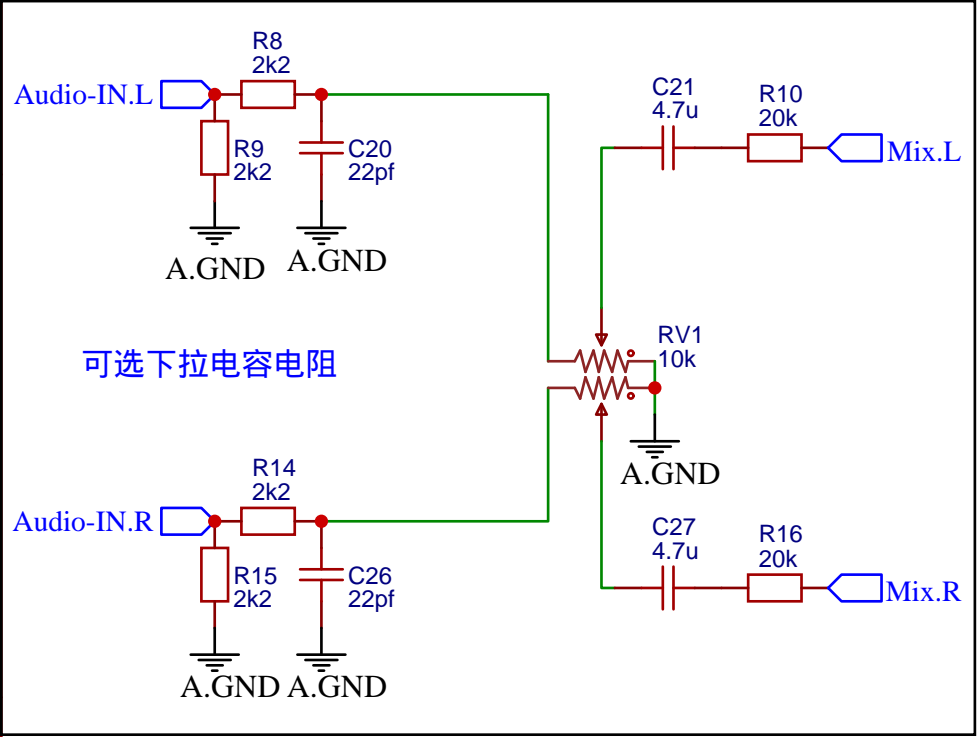 R8
2k2
Audio-IN.L
R9
2k2
C20
22pf
A.GND
A.GND
C21
4.7u
R10
20k
Mix.L
可选下拉电容电阻
RV1
10k
A.GND
R14
2k2
Audio-IN.R
R15
2k2
C26
22pf
A.GND
A.GND
C27
4.7u
R16
20k
Mix.R